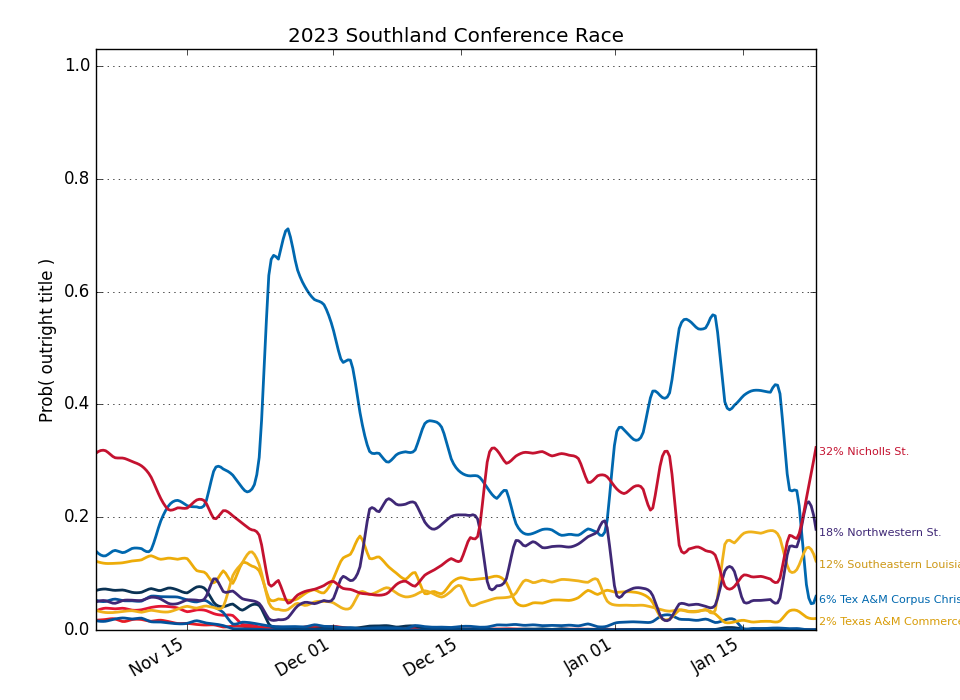 2023 Southland Conference Race
1.0
0.8
0.6
0.4
0.2
0.0
Prob( outright title )
Nov 15
Dec 01
Dec 15
Jan 01
Jan 15
32% Nicholls St.
18% Northwestern St.
12% Southeastern Louisia
6% Tex A&M Corpus Chris
2% Texas A&M Commerce